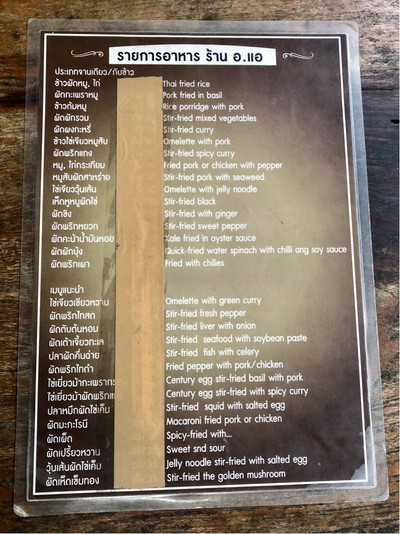 รายการอาหาร ร้าน อ.แอ
ประเภทจานเดียว/กับข้าว
ข้าวผัดหมู, ไก่ Thai fried rice
ผัดกะเพราหมู Pork fried in basil
ข้าวต้มหมู Rice porridge with pork
ผัดผักรวม Stir-fried mixed vegetables
ผัดผงกะหรี่ Stir-fried curry
ข้าวไข่เจียวหมูสับ Omelette with pork
ผัดพริกแกง Stir-fried spicy curry
หมู, ไก่กระเทียม Fried pork or chicken with pepper
หมูสับผัดสาหร่าย Stir-fried pork with seaweed
ไข่เจียววุ้นเส้น Omelette with jelly noodle
เห็ดหูหนูผัดไข่ Stir-fried black
ผัดขิง Stir-fried with ginger
ผัดพริกหยวก Stir-fried sweet pepper
ผัดคะน้าน้ำมันหอย Kale fried in oyster sauce
ผัดผักบุ้ง Quick-fried water spinach with chilli ang soy sauce
ผัดพริกเผา Fried with chilies
เมนูแนะนำ
ไข่เจียวเขียวหวาน Omelette with green curry
ผัดพริกไทสด Stir-fried fresh pepper
ผัดตับต้นหอม Stir-fried liver with onion
ผัดเต้าเจี้ยวทะเล Stir-fried seafood with soybean paste
ปลาผัดคื่นฉ่าย Stir-fried fish with celery
ผัดพริกไทดำ Fried pepper with pork/chicken
ไข่เยี่ยวม้ากะเพรากร Century egg stir-fried basil with pork
ไข่เยี่ยวม้าผัดพริกแ Century egg stir-fried with spicy curry
ปลาหมึกผัดไข่เค็ม Stir-fried squid with salted egg
ผัดมะกะโรนี Macaroni fried pork or chicken
ผัดเผ็ด Spicy-fried with...
ผัดเปรี้ยวหวาน Sweet snd sour
วุ้นเส้นผัดไข่เค็ม Jelly noodle stir-fried with salted egg
ผัดเห็ดเข็มทอง Stir-fried the golden mushroom